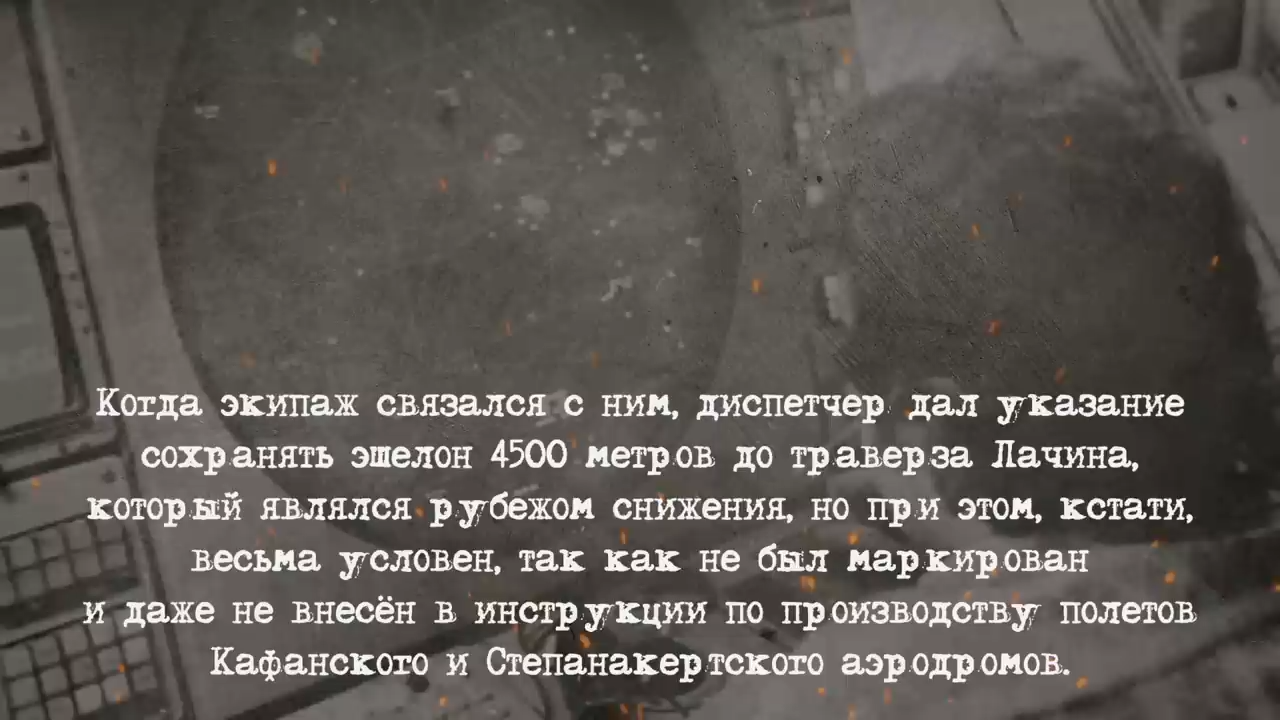 Когда экипаж связался с ним, диспетчер дал указание
сохранять эшелон 4500 метров до траверза Лачина,
который являлся рубежом снижения, но при этом, кстати,
весьма условен, так как не был маркирован
и даже не внесён в инструкции по производству полетов
Кафанского и Степанакертского аэродромов.